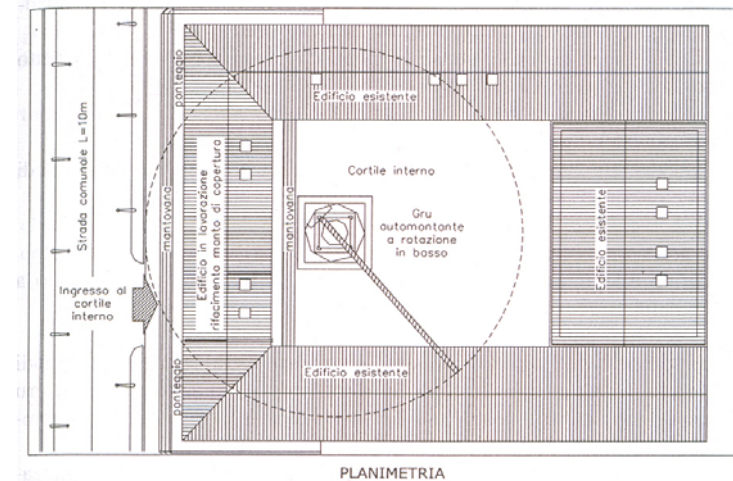 ponteggio
Edificio esistente
Strada comunale L=10m
mantovana
Edificio in lavorazione
rifacimento manto di copertura
mantovana
Cortile interno
Gru
automontante
a rotazione
in basso
Edificio esistente
Ingresso al
cortile
interno
ponteggio
Edificio esistente
PLANIMETRIA